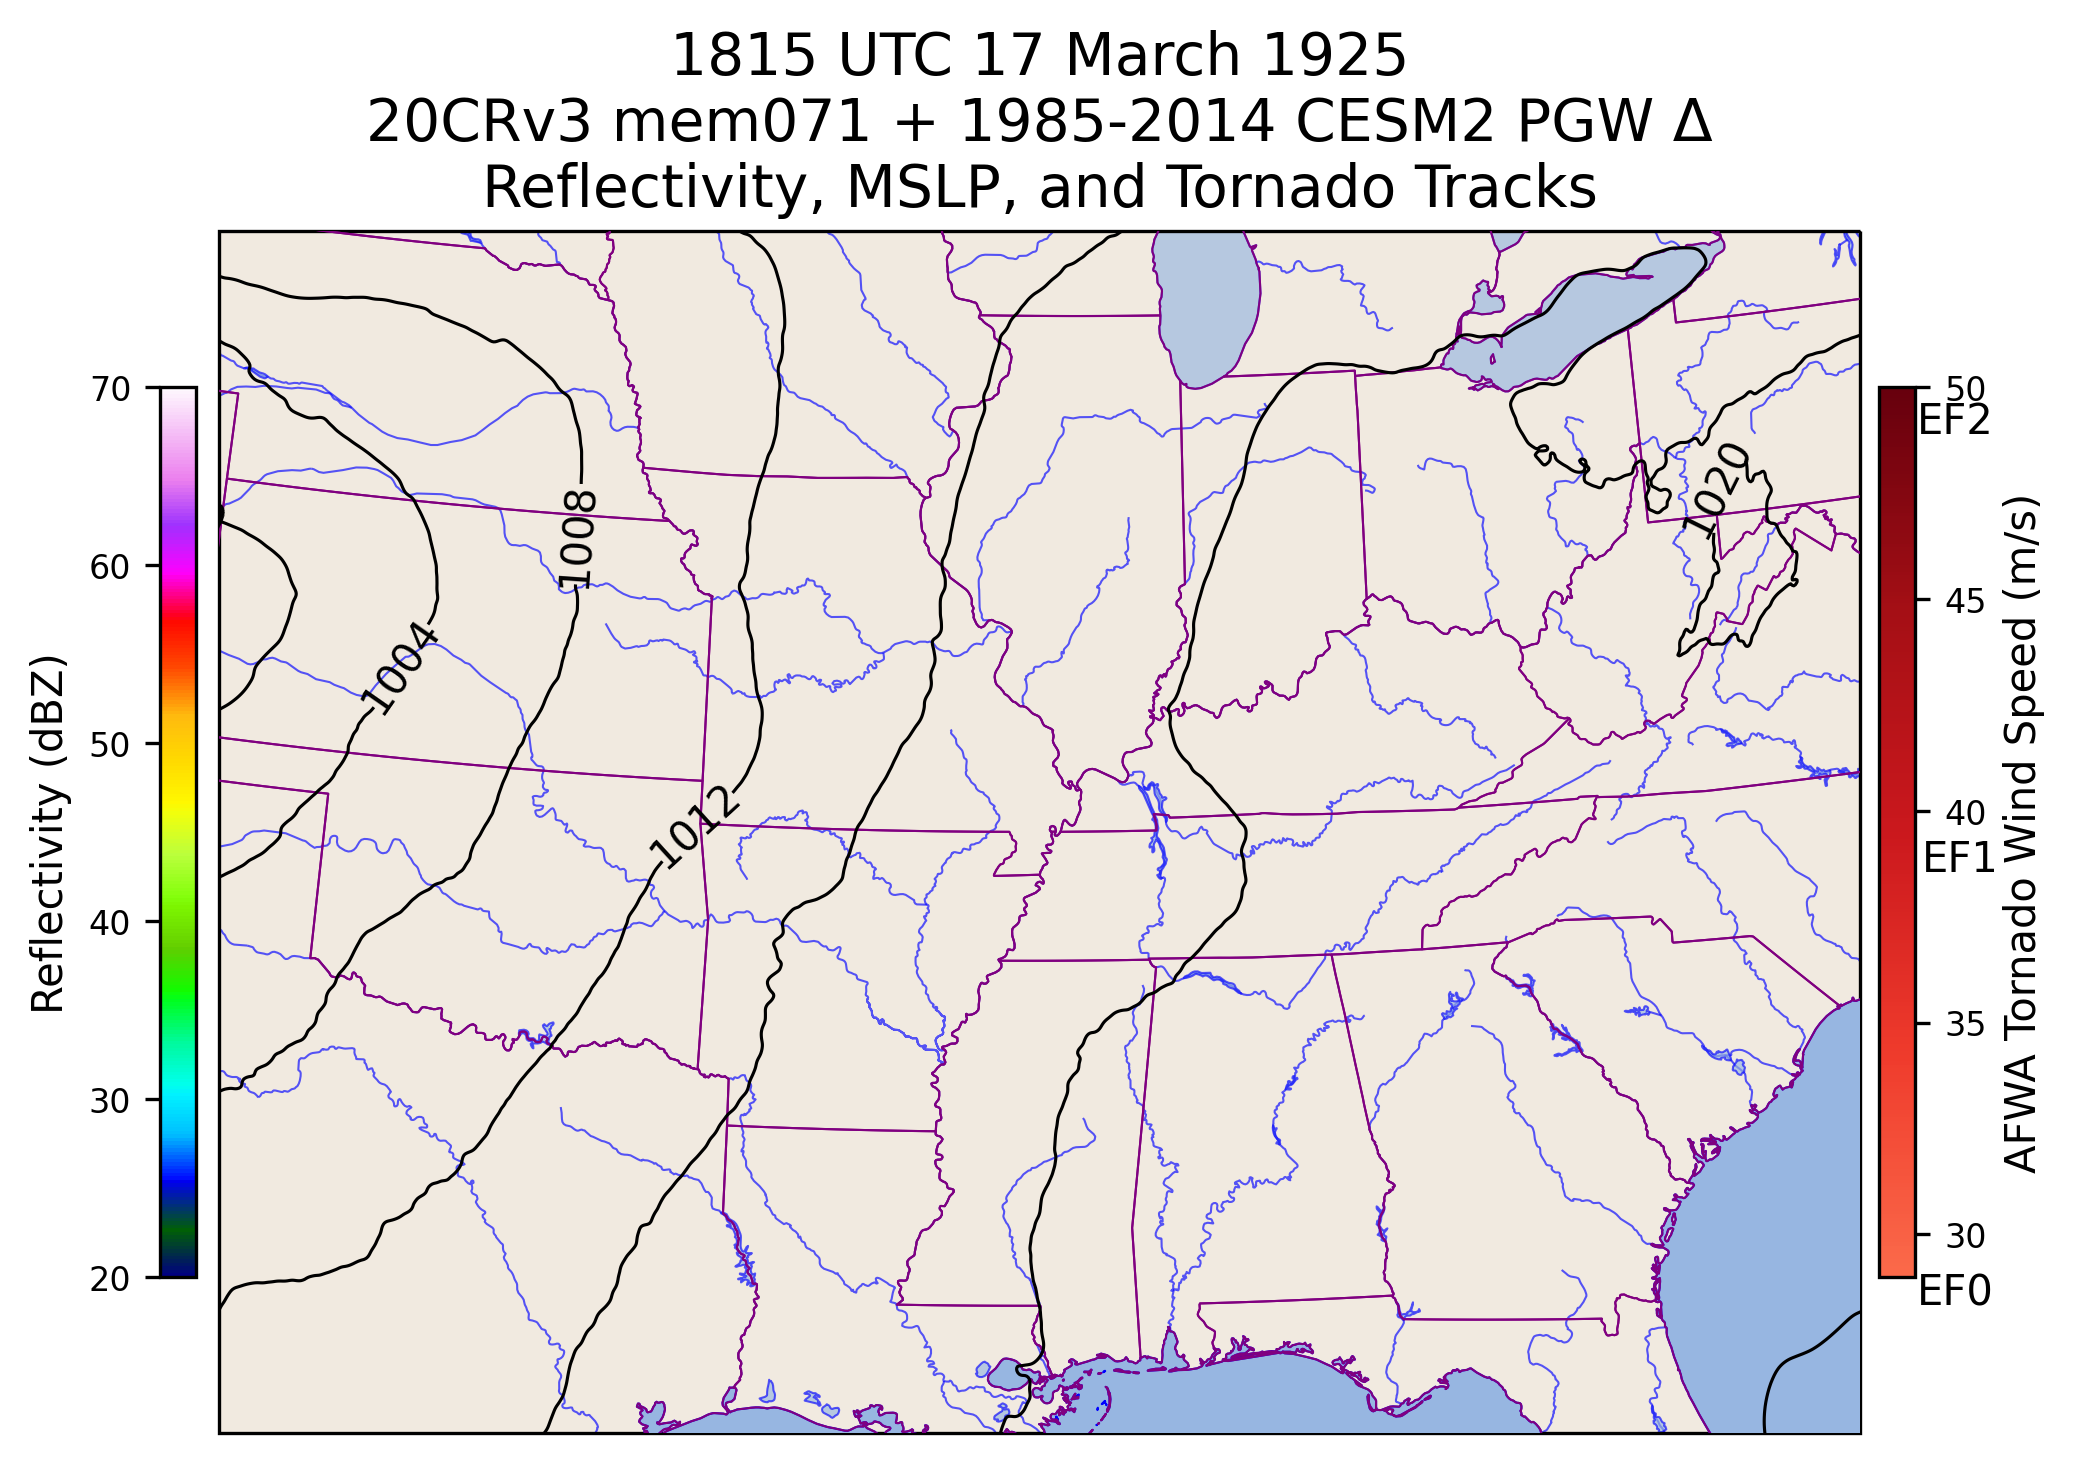 1815 UTC 17 March 1925
20CRv3 mem071 + 1985-2014 CESM2 PGW Δ
Reflectivity, MSLP, and Tornado Tracks
Reflectivity (dBZ)
70
60
50
40
30
20
1008
1004
1012
1020
50
EF2
45
40
EF1
35
30
EF0
AFWA Tornado Wind Speed (m/s)